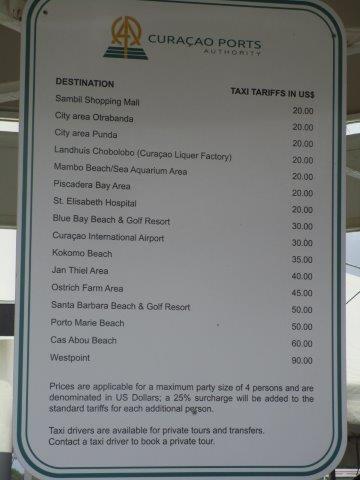 CURAÇAO PORTS
AUTHORITY
DESTINATION TAXI TARIFFS IN US$
Sambil Shopping Mall 20.00
City area Otrabanda 20.00
City area Punda 20.00
Landhuis Chobolobo (Curaçao Liquer Factory) 20.00
Mambo Beach/Sea Aquarium Area 20.00
Piscadera Bay Area 20.00
St. Elisabeth Hospital 20.00
Blue Bay Beach & Golf Resort 30.00
Curaçao International Airport 30.00
Kokomo Beach 35.00
Jan Thiel Area 40.00
Ostrich Farm Area 45.00
Santa Barbara Beach & Golf Resort 50.00
Porto Marie Beach 50.00
Cas Abou Beach 60.00
Westpoint 90.00
Prices are applicable for a maximum party size of 4 persons and are
denominated in US Dollars; a 25% surcharge will be added to the
standard tariffs for each additional person.
Taxi drivers are available for private tours and transfers.
Contact a taxi driver to book a private tour.